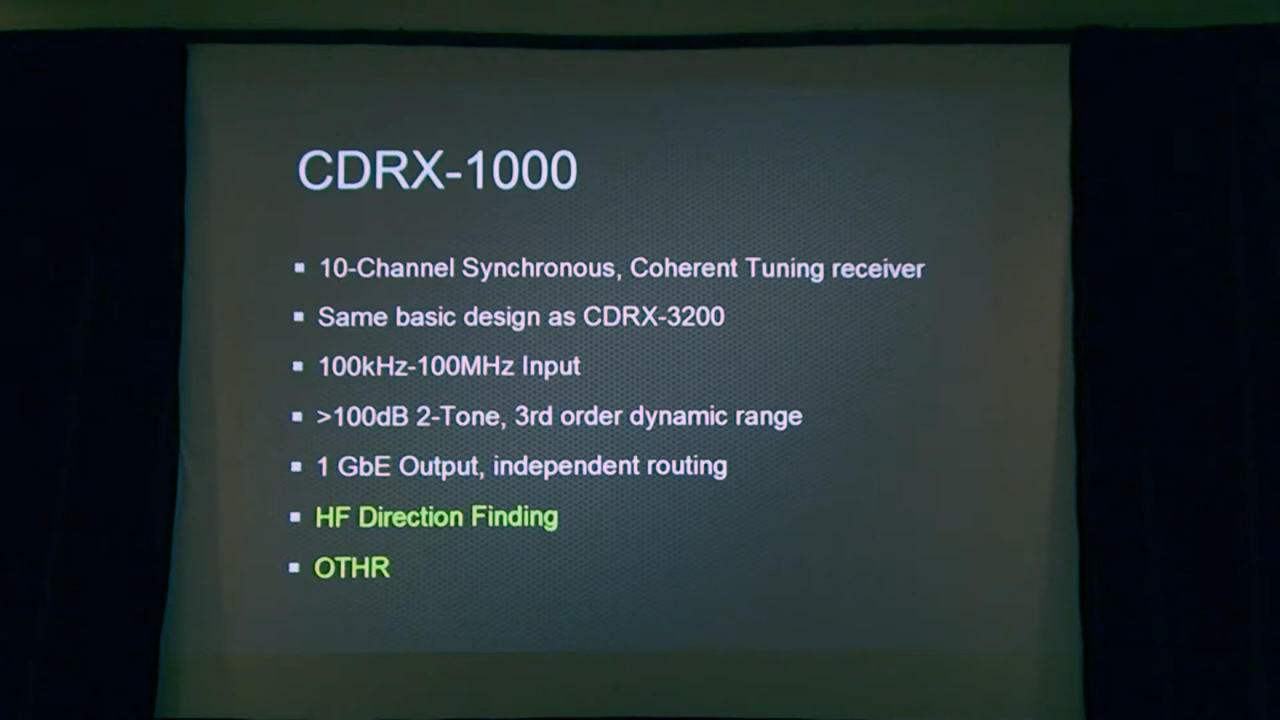 CDRX-1000
▪ 10-Channel Synchronous, Coherent Tuning receiver
▪ Same basic design as CDRX-3200
▪ 100kHz-100MHz Input
▪ >100dB 2-Tone, 3rd order dynamic range
▪ 1 GbE Output, independent routing
▪ HF Direction Finding
▪ OTHR